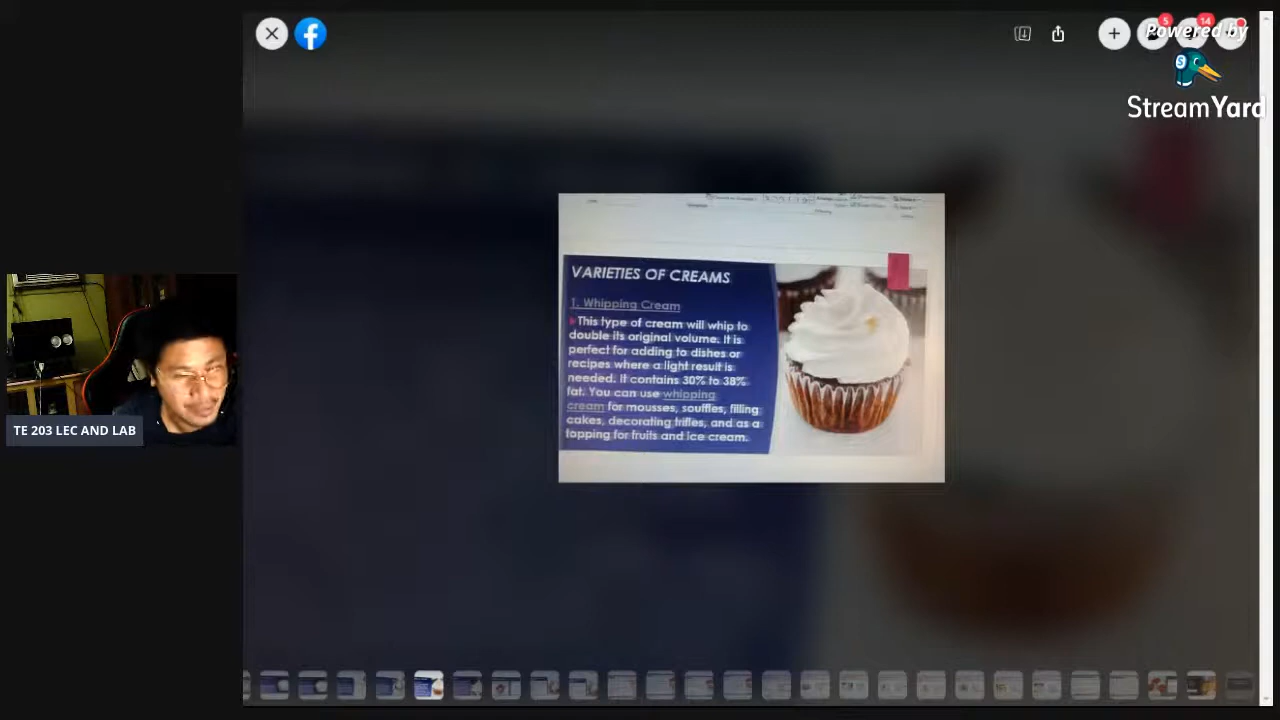 5
14
Powered by
S
StreamYard
VARIETIES OF CREAMS
1. Whipping Cream
This type of cream will whip to
double its original volume. It is
perfect for adding to dishes or
recipes where a light result is
needed. It contains 30% to 38%
fat. You can use whipping
cream for mousses, souffles, filling
cakes, decorating trifles, and as a
topping for fruits and ice cream.
TE 203 LEC AND LAB